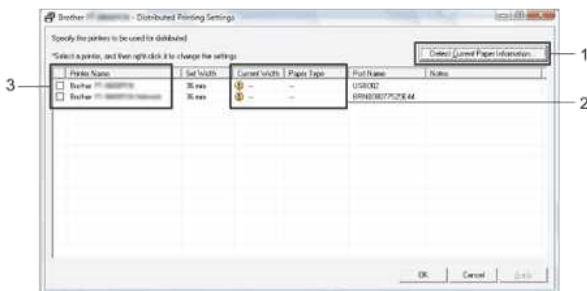 Brother - Distributed Printing Settings
Specify the printers to be used for distributed
*Select a printer, and then right-click it to change the settings.
Detect Current Paper Information...
1
Printer Name Set Width Current Width Paper Type Port Name Notes
3
Brother 36 mm -- -- USB002
Brother 36 mm -- --
2
OK Cancel Apply